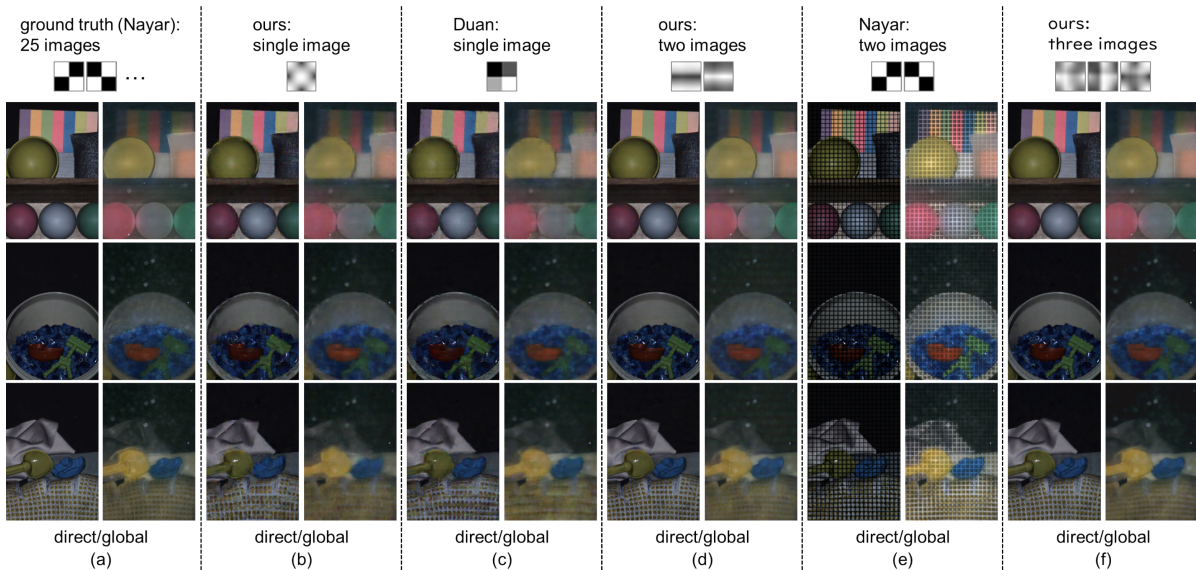 ground truth (Nayar):
25 images
...
ours:
single image
Duan:
single image
ours:
two images
Nayar:
two images
ours:
three images
direct/global
(a)
direct/global
(b)
direct/global
(c)
direct/global
(d)
direct/global
(e)
direct/global
(f)